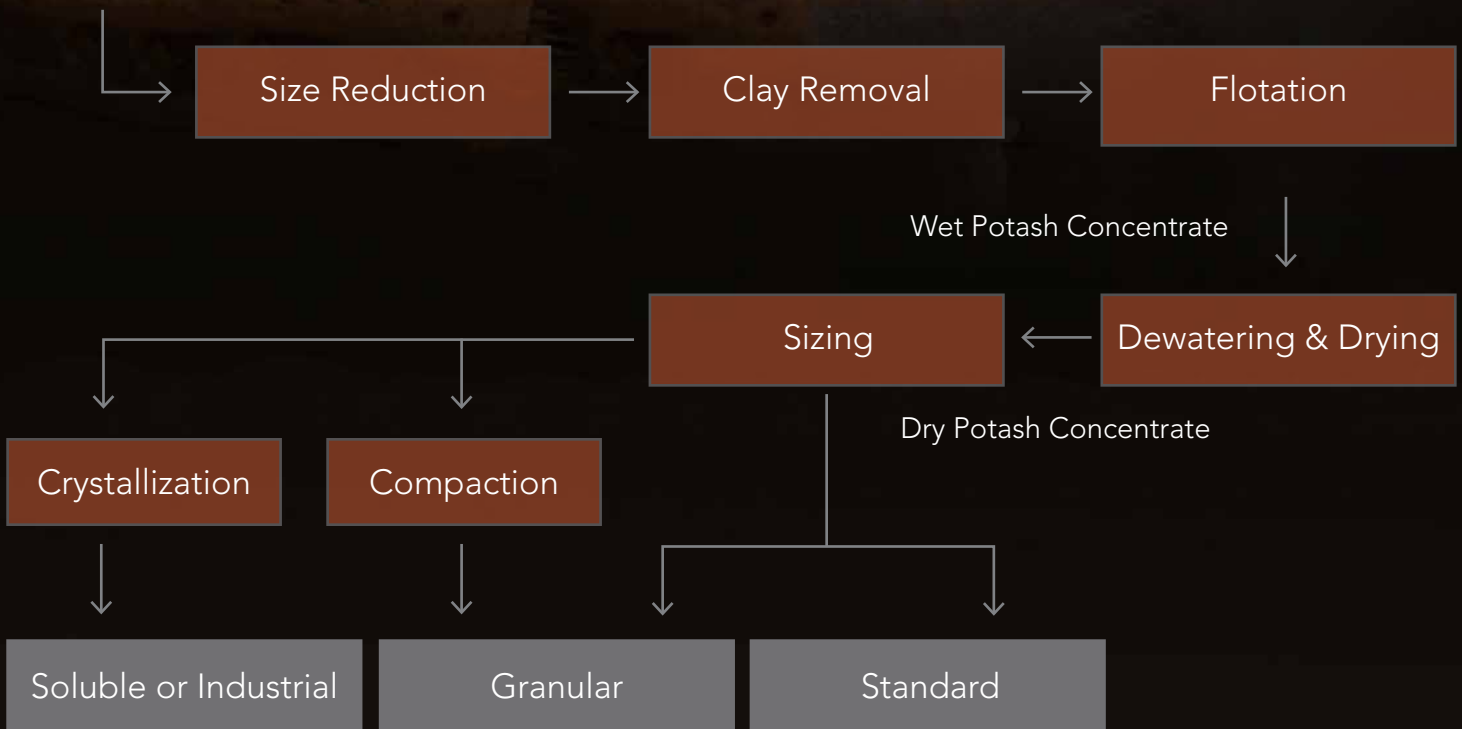 Size Reduction
Clay Removal
Flotation
Wet Potash Concentrate
Sizing
Dewatering & Drying
Dry Potash Concentrate
Crystallization
Compaction
Soluble or Industrial
Granular
Standard